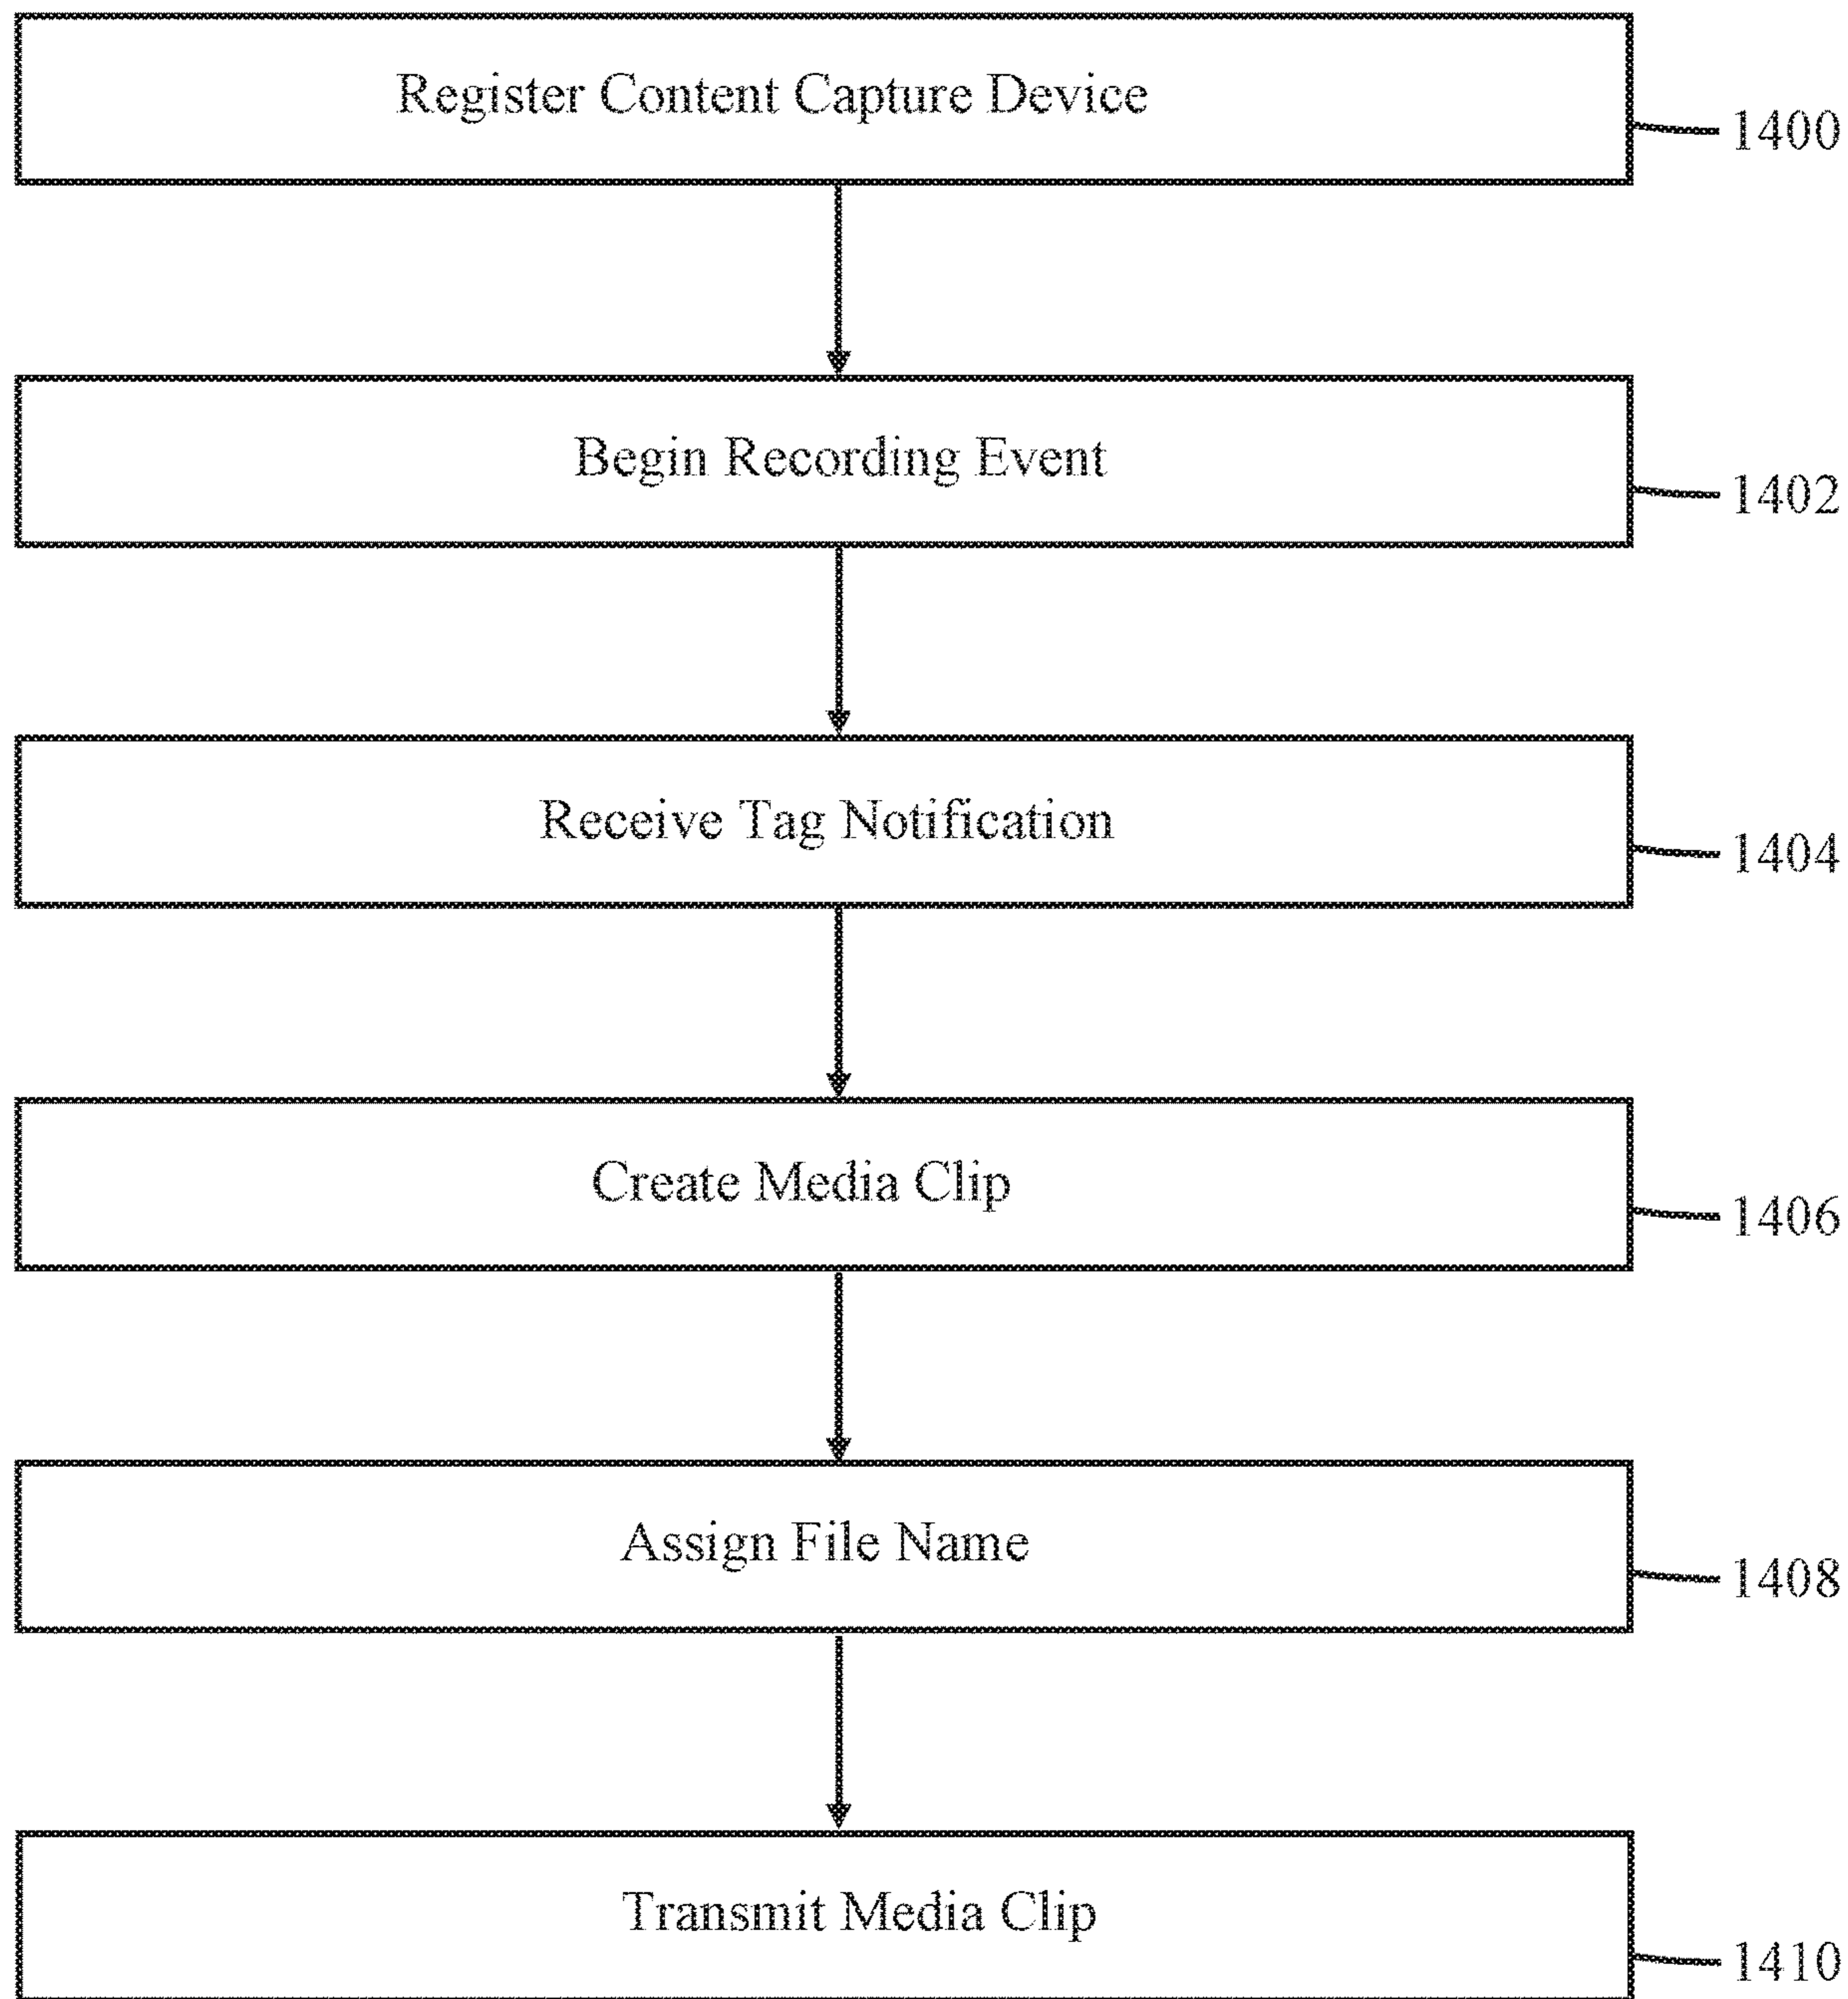 Register Content Capture Device
1400
Begin Recording Event
1402
Receive Tag Notification
1404
Create Media Clip
1406
Assign File Name
1408
Transmit Media Clip
1410